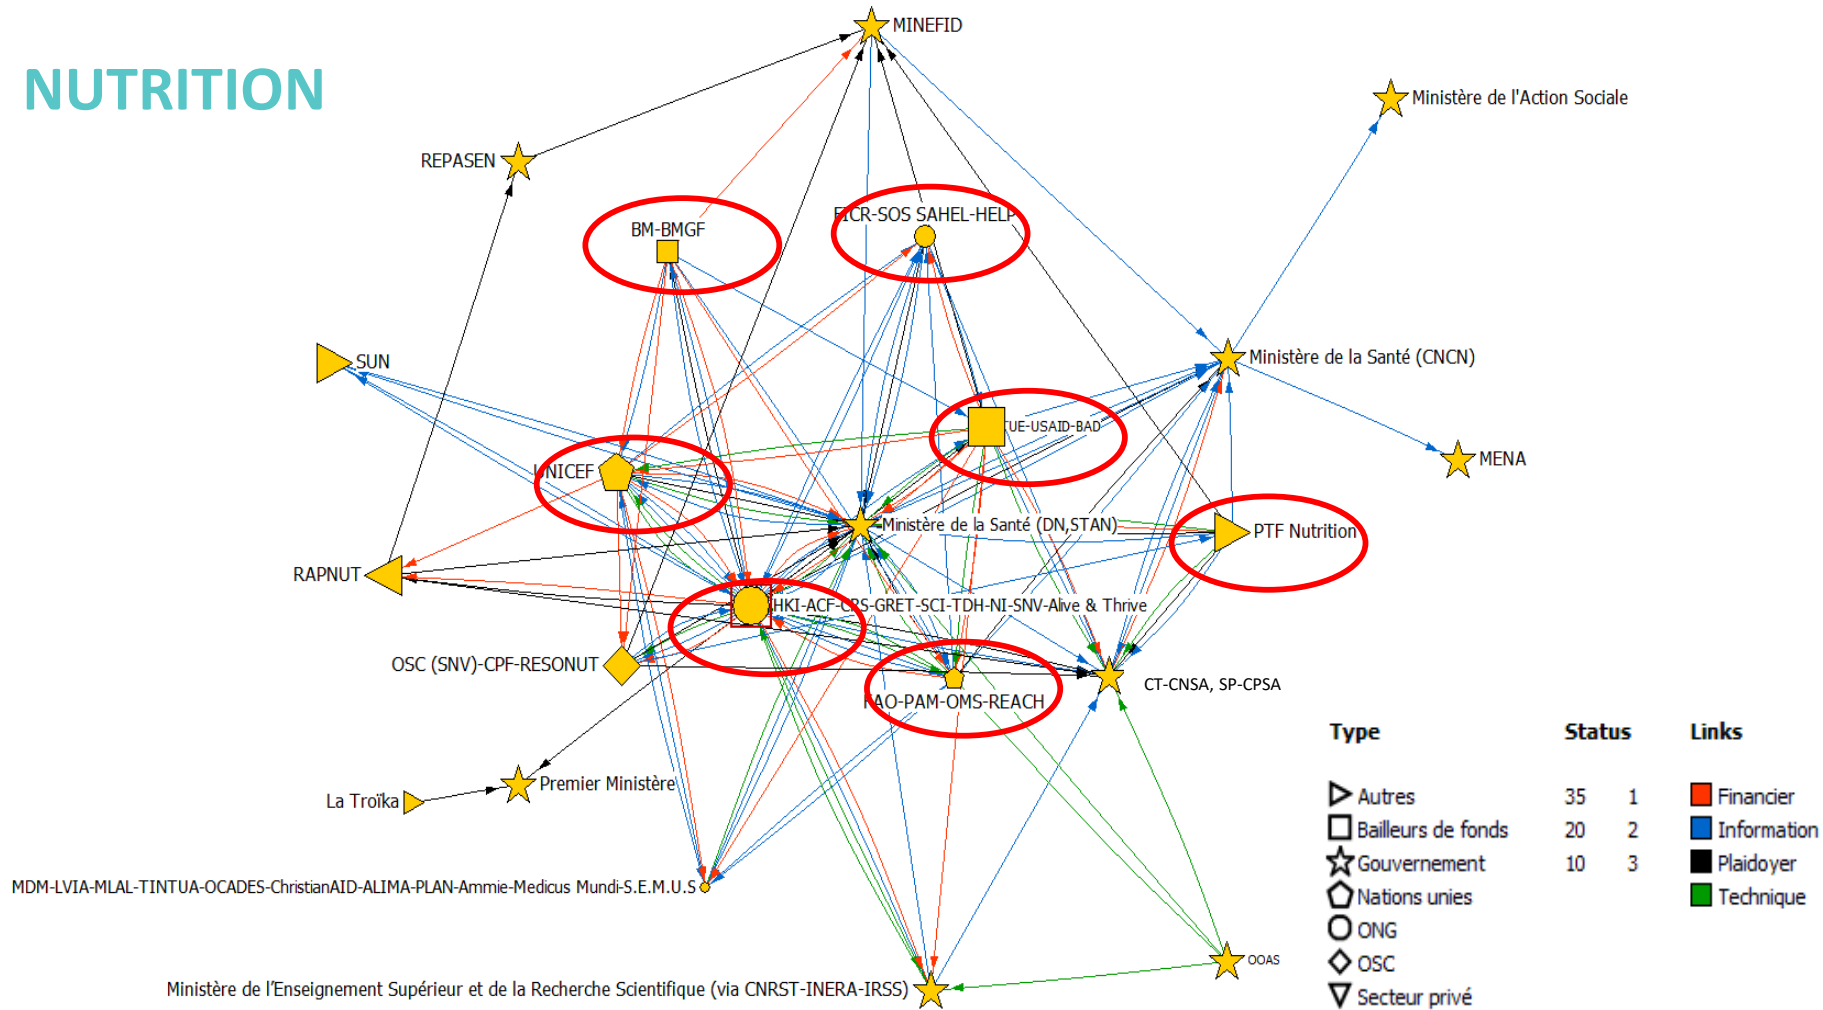 MINEFID
NUTRITION
Ministère de l'Action Sociale
REPASEN
FICR-SOS SAHEL-HELP
BM-BMGF
SUN
Ministère de la Santé (CNCN)
UE-USAID-BAD
MENA
UNICEF
Ministère de la Santé (DN,STAN)
PTF Nutrition
RAPNUT
HKI-ACF-CRS-GRET-SCI-TDH-NI-SNV-Alive & Thrive
OSC (SNV)-CPF-RESONUT
CT-CNSA, SP-CPSA
FAO-PAM-OMS-REACH
Type Status Links
Premier Ministère
La Troïka
Autres 35 1 Financier
Bailleurs de fonds 20 2 Information
Gouvernement 10 3 Plaidoyer
MDM-LVIA-MLAL-TINTUA-OCADES-ChristianAID-ALIMA-PLAN-Ammie-Medicus Mundi-S.E.M.U.S
Nations unies Technique
ONG
OSC
OOAS
Ministère de l'Enseignement Supérieur et de la Recherche Scientifique (via CNRST-INERA-IRSS)
Secteur privé